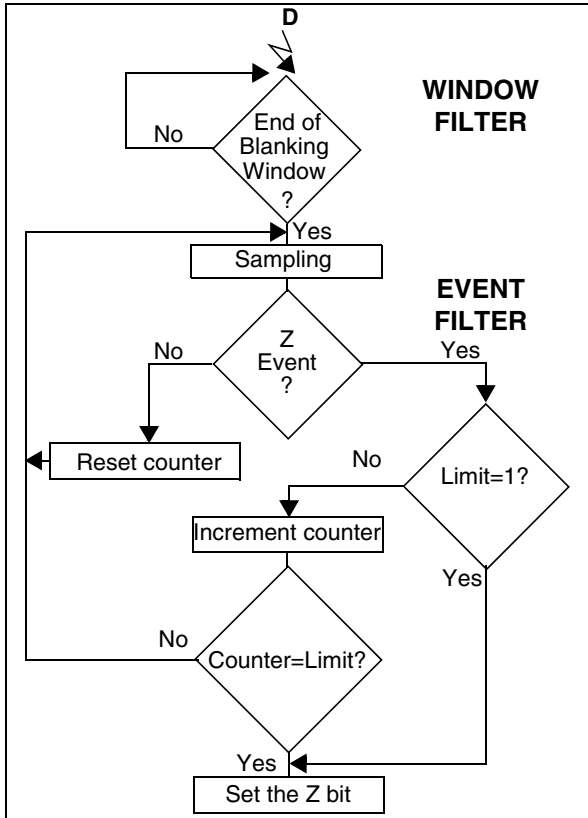 D
WINDOW
FILTER
End of
Blanking
Window
?
No
Yes
Sampling
EVENT
FILTER
Z
Event
?
No
Yes
Reset counter
Limit=1?
No
Increment counter
Yes
Counter=Limit?
No
Yes
Set the Z bit